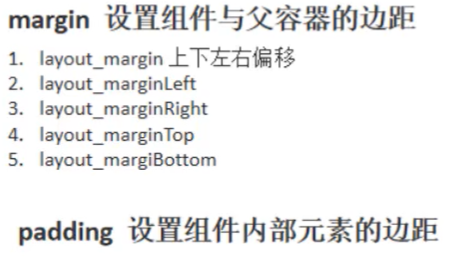 margin 设置组件与父容器的边距
1. layout_margin 上下左右偏移
2. layout_marginLeft
3. layout_marginRight
4. layout_marginTop
5. layout_margiBottom
padding 设置组件内部元素的边距